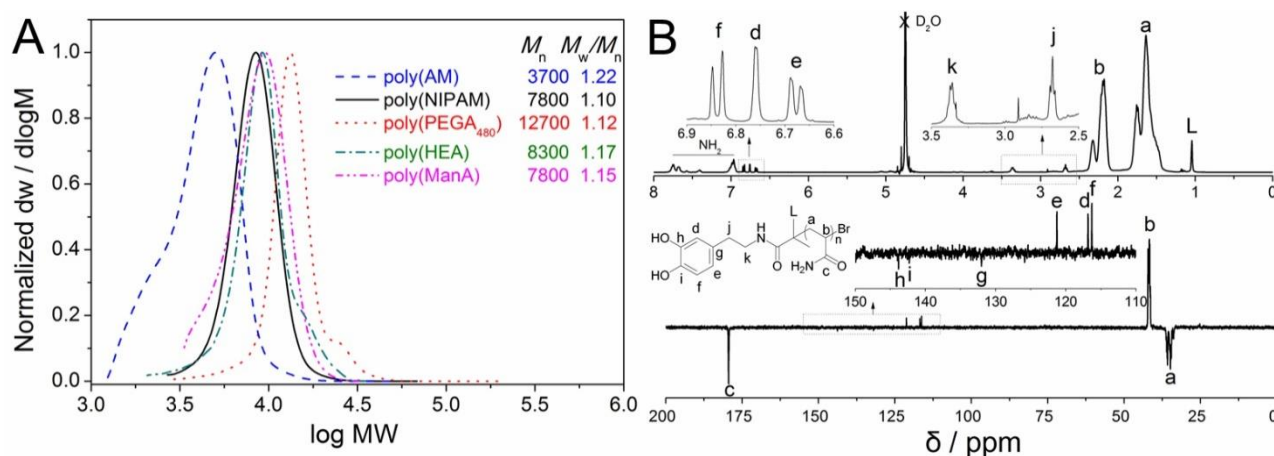 A
Mn Mw/Mn
poly(AM) 3700 1.22
poly(NIPAM) 7800 1.10
poly(PEGA480) 12700 1.12
poly(HEA) 8300 1.17
poly(ManA) 7800 1.15
Normalized dw / dlogM
1.0
0.8
0.6
0.4
0.2
0.0
3.0 3.5 4.0 4.5 5.0 5.5 6.0
log MW
B
X D2O
a
b
L
f d e
6.9 6.8 6.7 6.6
k j
3.5 3.0 2.5
NH2
8 7 6 5 4 3 2 1 0
L
a
b
Br
n
HO
HO
h
d
j
g
i
e
f
k
H
N
O
H2N
O
c
e
d
f
h
i
g
150 140 130 120 110
b
c
a
200 175 150 125 100 75 50 25 0
δ / ppm